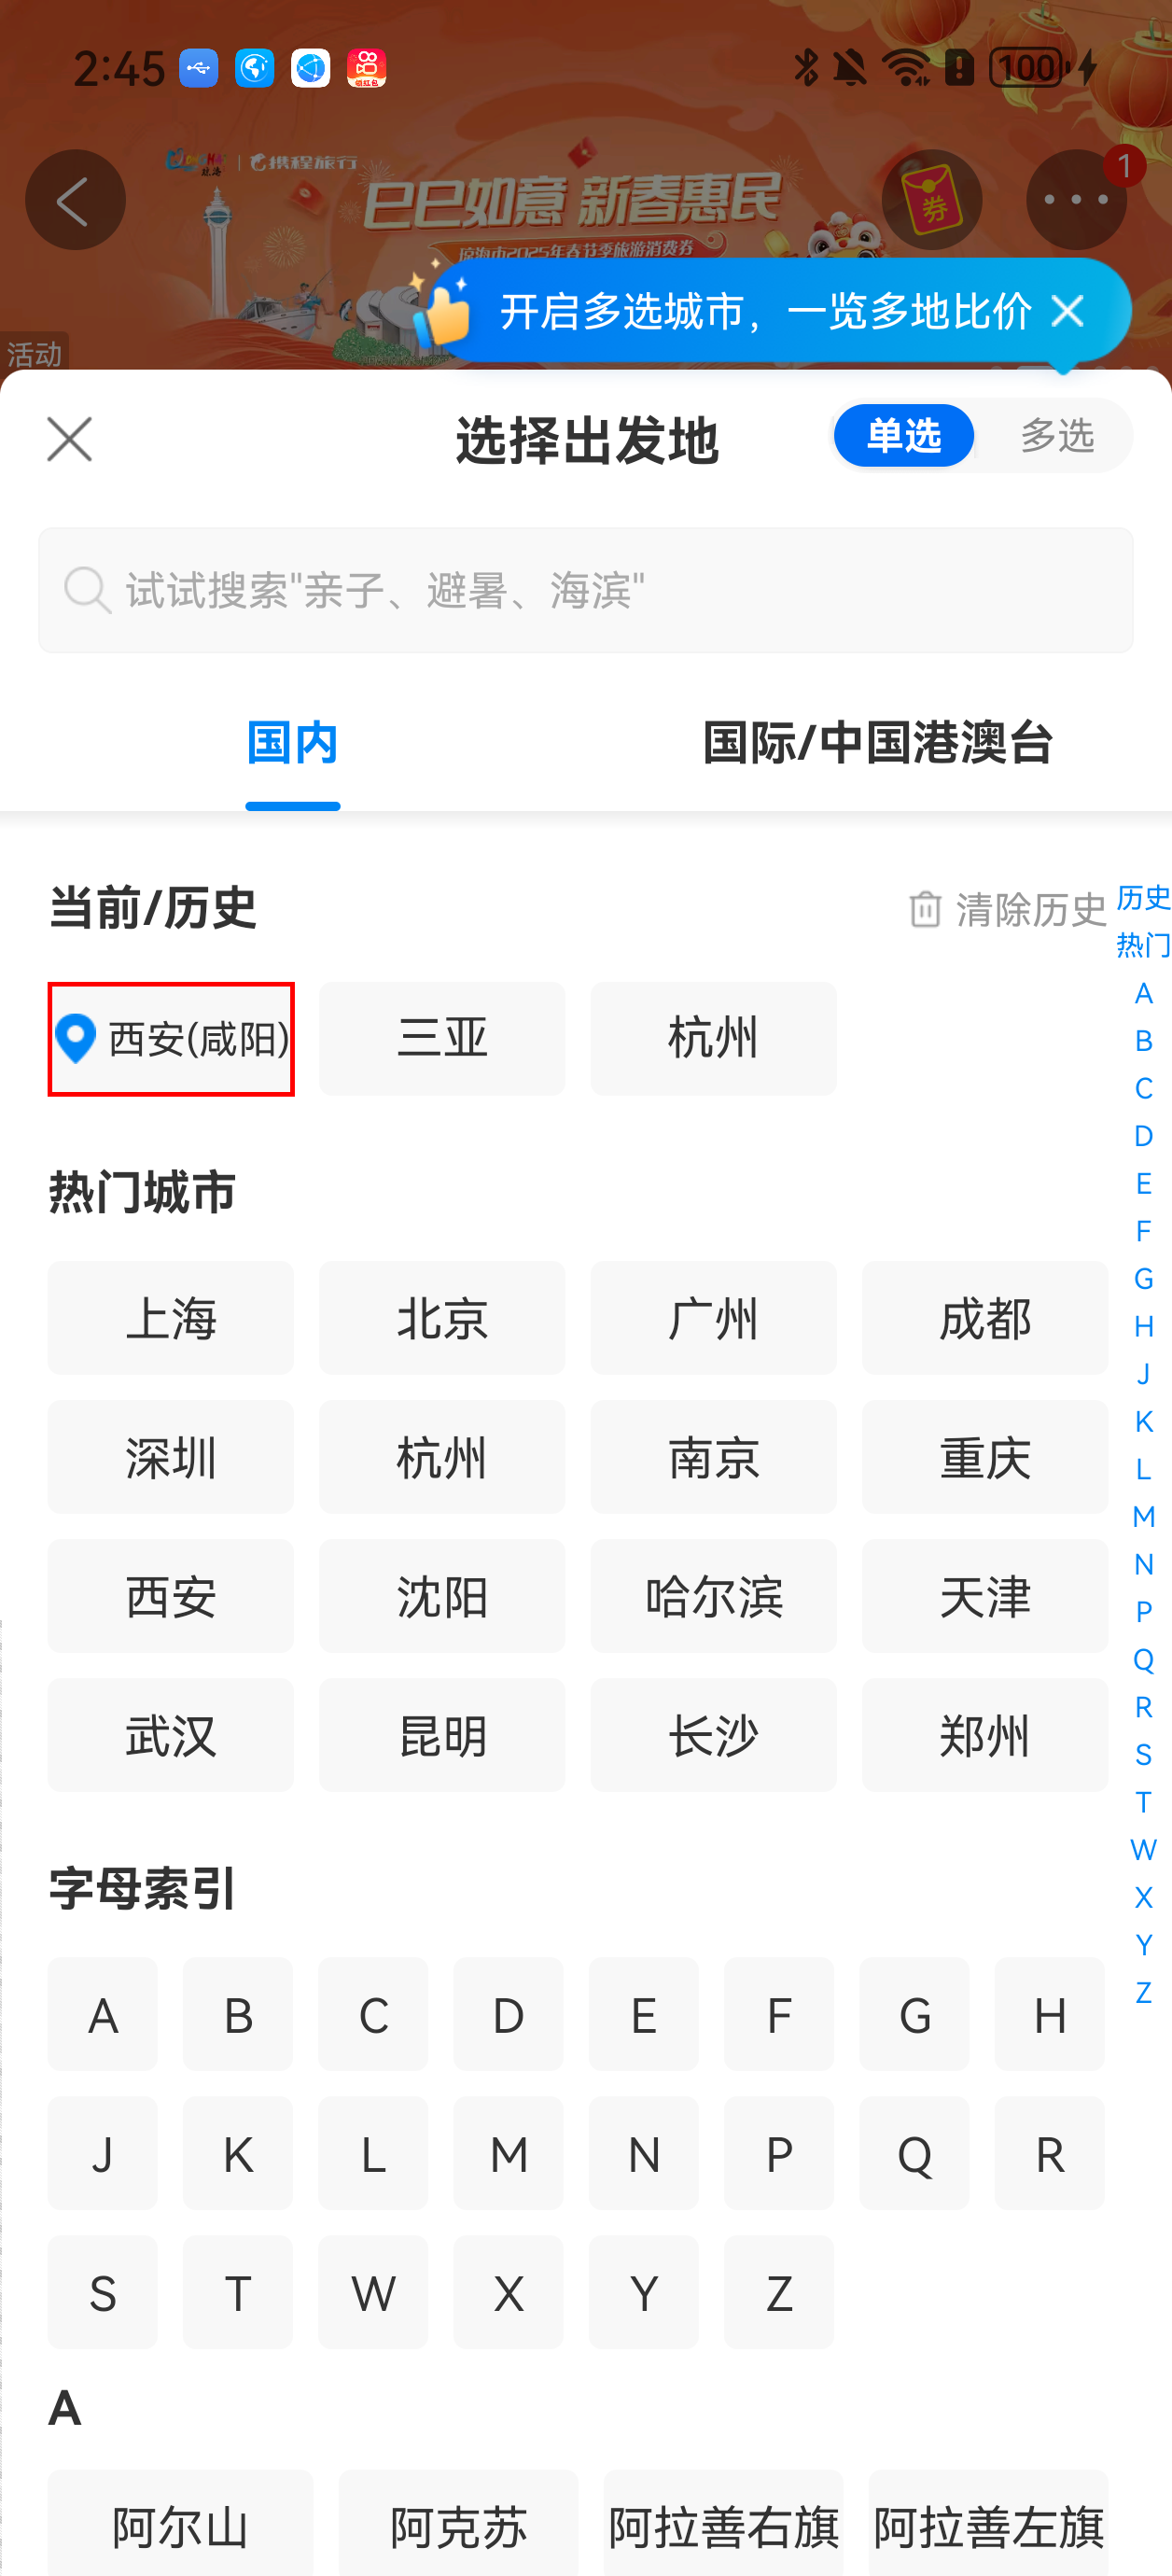 2:45
100
领红包
携程旅行
巳巳如意 新春惠民
琼海市2025年春节季旅游消费券
券
1
开启多选城市，一览多地比价
活动
选择出发地
单选 多选
试试搜索"亲子、避暑、海滨"
国内 国际/中国港澳台
当前/历史 清除历史
西安(咸阳) 三亚 杭州
热门城市
上海 北京 广州 成都
深圳 杭州 南京 重庆
西安 沈阳 哈尔滨 天津
武汉 昆明 长沙 郑州
字母索引
A B C D E F G H
J K L M N P Q R
S T W X Y Z
A
阿尔山 阿克苏 阿拉善右旗 阿拉善左旗
历史
热门
A
B
C
D
E
F
G
H
J
K
L
M
N
P
Q
R
S
T
W
X
Y
Z